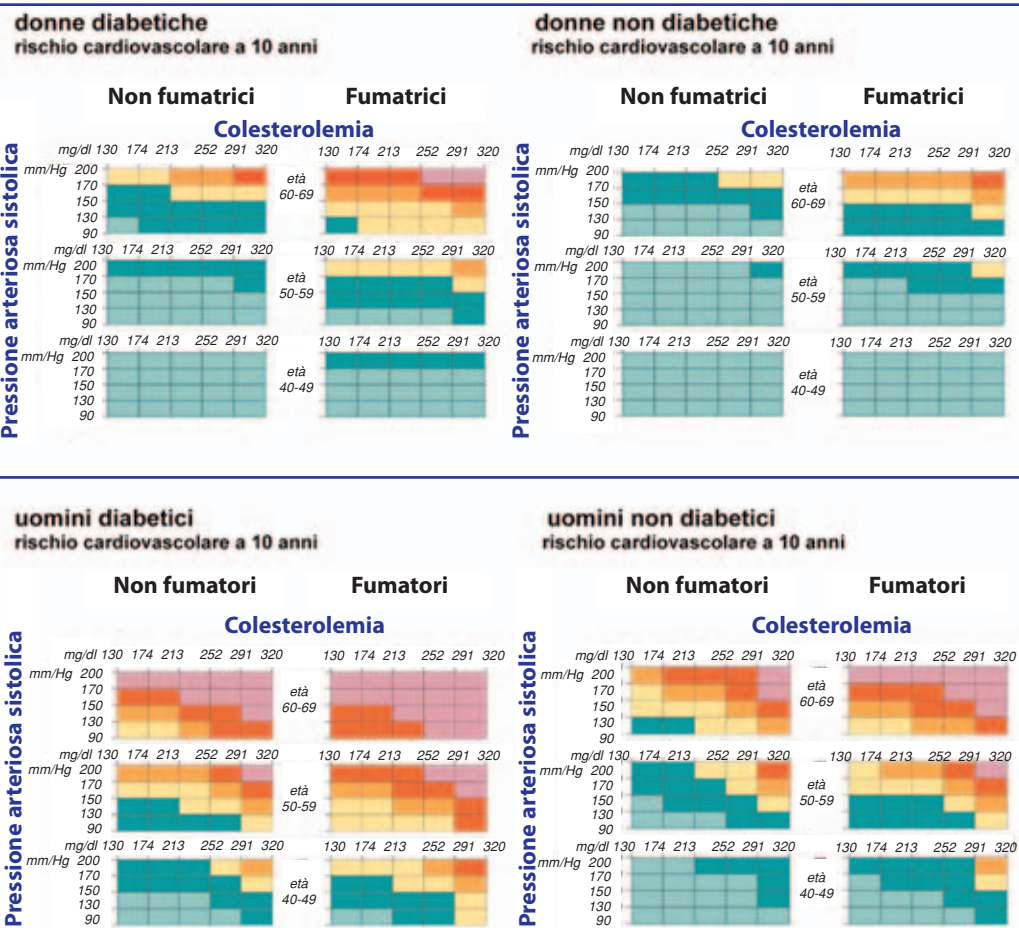 donne diabetiche
rischio cardiovascolare a 10 anni
Non fumatrici Fumatrici
Colesterolemia
Pressione arteriosa sistolica
mg/dl 130 174 213 252 291 320 130 174 213 252 291 320
mm/Hg 200
170
150
130
90
età
60-69
mg/dl 130 174 213 252 291 320 130 174 213 252 291 320
mm/Hg 200
170
150
130
90
età
50-59
mg/dl 130 174 213 252 291 320 130 174 213 252 291 320
mm/Hg 200
170
150
130
90
età
40-49
donne non diabetiche
rischio cardiovascolare a 10 anni
Non fumatrici Fumatrici
Colesterolemia
Pressione arteriosa sistolica
mg/dl 130 174 213 252 291 320 130 174 213 252 291 320
mm/Hg 200
170
150
130
90
età
60-69
mg/dl 130 174 213 252 291 320 130 174 213 252 291 320
mm/Hg 200
170
150
130
90
età
50-59
mg/dl 130 174 213 252 291 320 130 174 213 252 291 320
mm/Hg 200
170
150
130
90
età
40-49
uomini diabetici
rischio cardiovascolare a 10 anni
Non fumatori Fumatori
Colesterolemia
Pressione arteriosa sistolica
mg/dl 130 174 213 252 291 320 130 174 213 252 291 320
mm/Hg 200
170
150
130
90
età
60-69
mg/dl 130 174 213 252 291 320 130 174 213 252 291 320
mm/Hg 200
170
150
130
90
età
50-59
mg/dl 130 174 213 252 291 320 130 174 213 252 291 320
mm/Hg 200
170
150
130
90
età
40-49
uomini non diabetici
rischio cardiovascolare a 10 anni
Non fumatori Fumatori
Colesterolemia
Pressione arteriosa sistolica
mg/dl 130 174 213 252 291 320 130 174 213 252 291 320
mm/Hg 200
170
150
130
90
età
60-69
mg/dl 130 174 213 252 291 320 130 174 213 252 291 320
mm/Hg 200
170
150
130
90
età
50-59
mg/dl 130 174 213 252 291 320 130 174 213 252 291 320
mm/Hg 200
170
150
130
90
età
40-49